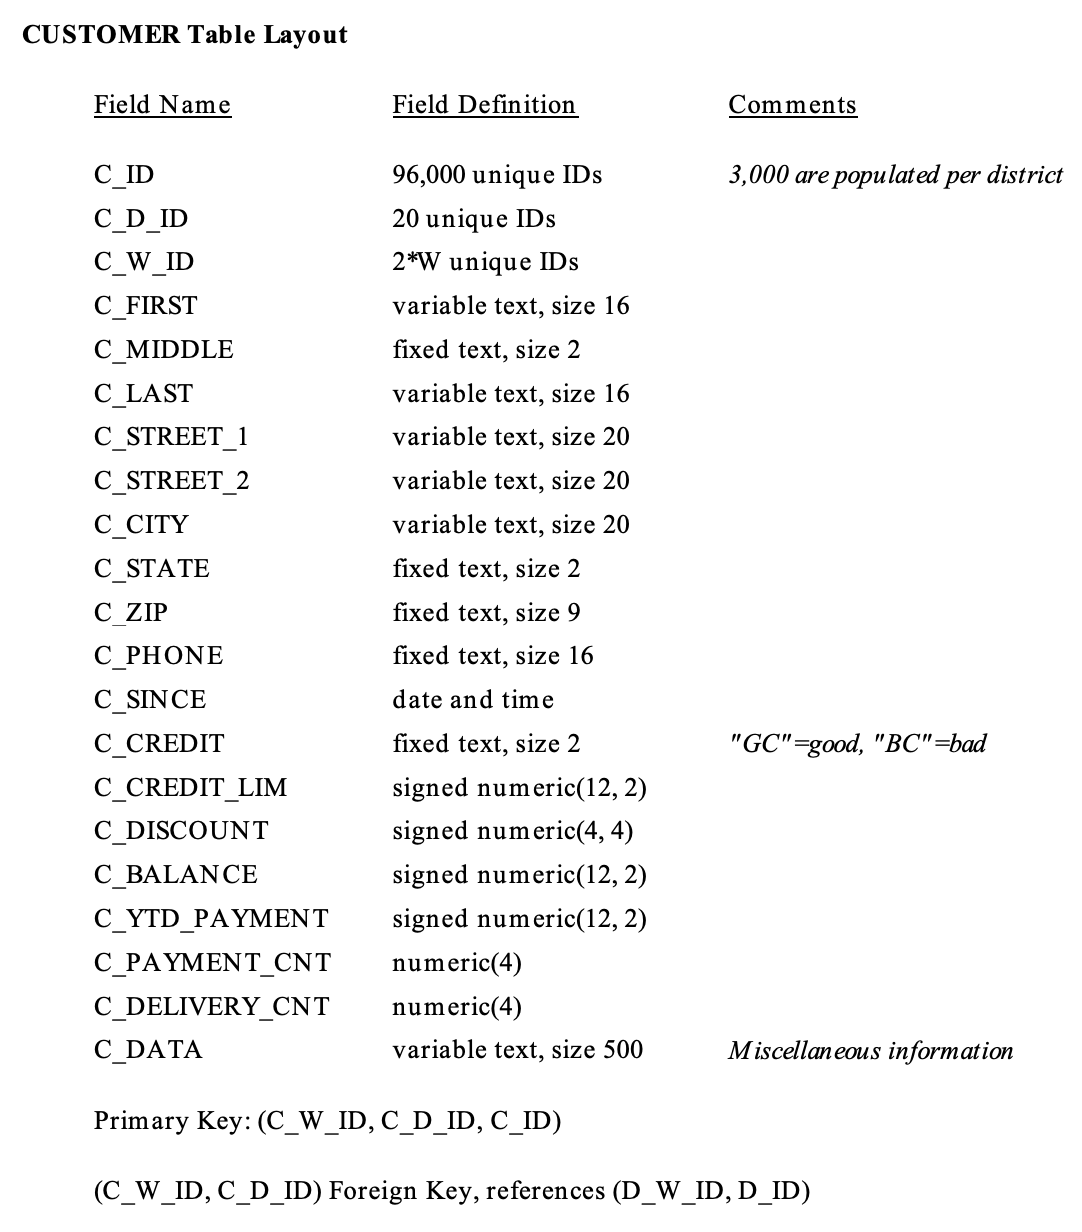 CUSTOMER Table Layout
Field Name Field Definition Comments
C_ID 96,000 unique IDs 3,000 are populated per district
C_D_ID 20 unique IDs
C_W_ID 2*W unique IDs
C_FIRST variable text, size 16
C_MIDDLE fixed text, size 2
C_LAST variable text, size 16
C_STREET_1 variable text, size 20
C_STREET_2 variable text, size 20
C_CITY variable text, size 20
C_STATE fixed text, size 2
C_ZIP fixed text, size 9
C_PHONE fixed text, size 16
C_SINCE date and time
C_CREDIT fixed text, size 2 "GC"=good, "BC"=bad
C_CREDIT_LIM signed numeric(12, 2)
C_DISCOUNT signed numeric(4, 4)
C_BALANCE signed numeric(12, 2)
C_YTD_PAYMENT signed numeric(12, 2)
C_PAYMENT_CNT numeric(4)
C_DELIVERY_CNT numeric(4)
C_DATA variable text, size 500 Miscellaneous information
Primary Key: (C_W_ID, C_D_ID, C_ID)
(C_W_ID, C_D_ID) Foreign Key, references (D_W_ID, D_ID)